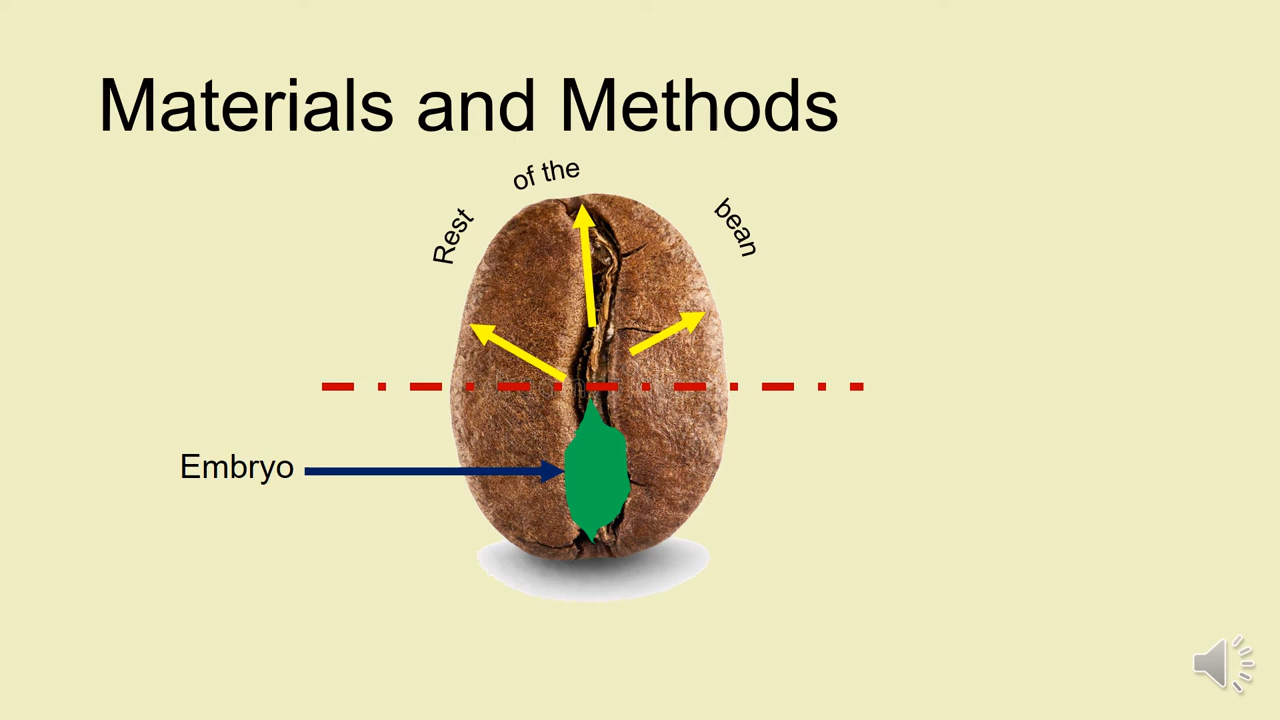 Materials and Methods
Rest of the bean
Embryo